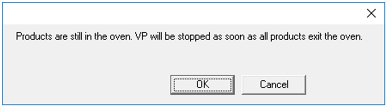 Products are still in the oven. VP will be stopped as soon as all products exit the oven.
OK
Cancel